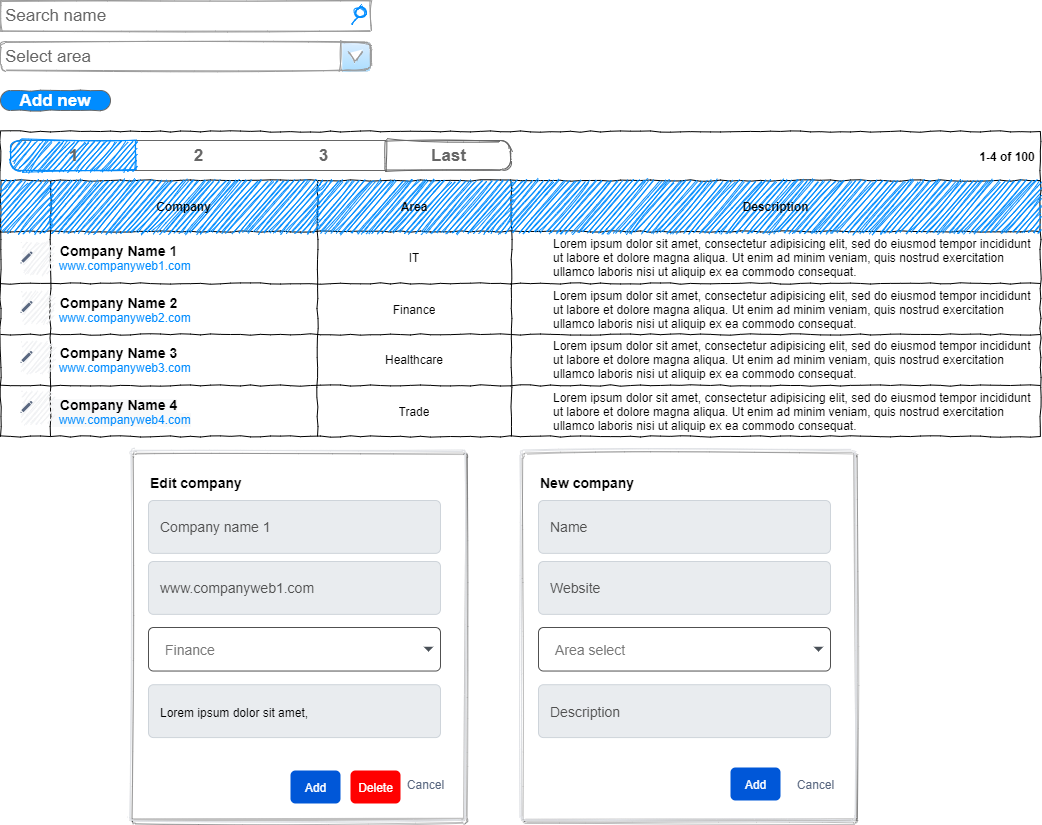 Search name
Select area
Add new
1 2 3 Last 1-4 of 100
Company Area Description
Company Name 1
www.companyweb1.com
IT
Lorem ipsum dolor sit amet, consectetur adipisicing elit, sed do eiusmod tempor incididunt
ut labore et dolore magna aliqua. Ut enim ad minim veniam, quis nostrud exercitation
ullamco laboris nisi ut aliquip ex ea commodo consequat.
Company Name 2
www.companyweb2.com
Finance
Lorem ipsum dolor sit amet, consectetur adipisicing elit, sed do eiusmod tempor incididunt
ut labore et dolore magna aliqua. Ut enim ad minim veniam, quis nostrud exercitation
ullamco laboris nisi ut aliquip ex ea commodo consequat.
Company Name 3
www.companyweb3.com
Healthcare
Lorem ipsum dolor sit amet, consectetur adipisicing elit, sed do eiusmod tempor incididunt
ut labore et dolore magna aliqua. Ut enim ad minim veniam, quis nostrud exercitation
ullamco laboris nisi ut aliquip ex ea commodo consequat.
Company Name 4
www.companyweb4.com
Trade
Lorem ipsum dolor sit amet, consectetur adipisicing elit, sed do eiusmod tempor incididunt
ut labore et dolore magna aliqua. Ut enim ad minim veniam, quis nostrud exercitation
ullamco laboris nisi ut aliquip ex ea commodo consequat.
Edit company
Company name 1
www.companyweb1.com
Finance
Lorem ipsum dolor sit amet,
Add Delete Cancel
New company
Name
Website
Area select
Description
Add Cancel